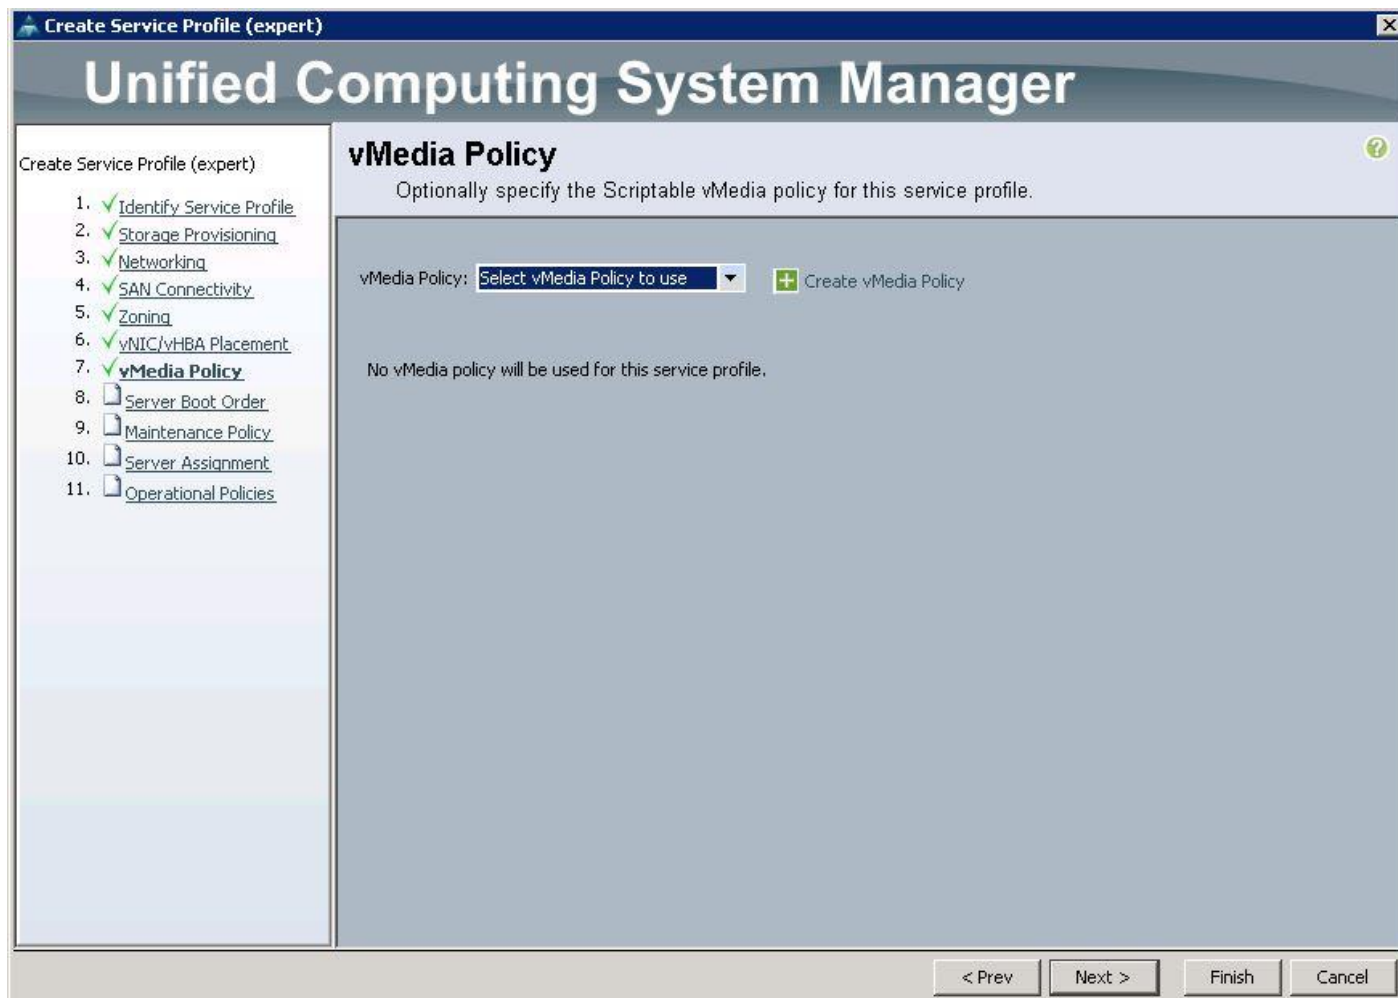 Create Service Profile (expert)
Unified Computing System Manager
Create Service Profile (expert)
1. Identify Service Profile
2. Storage Provisioning
3. Networking
4. SAN Connectivity
5. Zoning
6. vNIC/vHBA Placement
7. vMedia Policy
8. Server Boot Order
9. Maintenance Policy
10. Server Assignment
11. Operational Policies
vMedia Policy
Optionally specify the Scriptable vMedia policy for this service profile.
vMedia Policy: Select vMedia Policy to use Create vMedia Policy
No vMedia policy will be used for this service profile.
< Prev Next > Finish Cancel